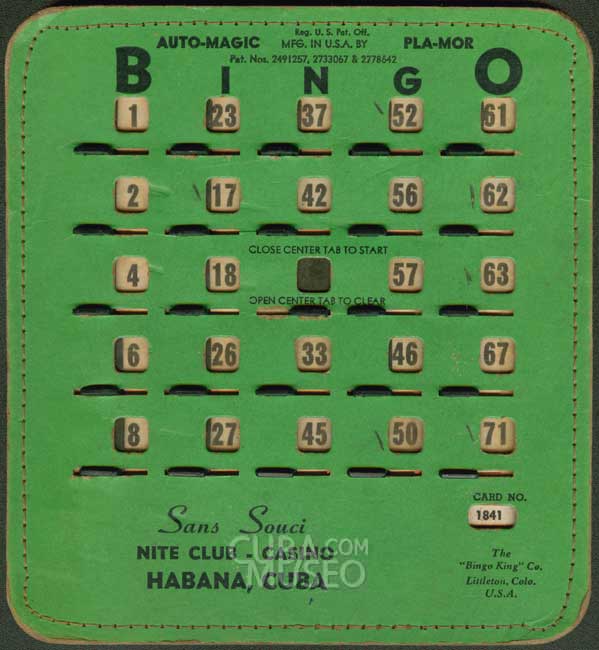 Reg. U. S. Pat. Off.
AUTO-MAGIC MFG. IN U.S.A. BY PLA-MOR
Pat. Nos. 2491257, 2733067 & 2778642
B I N G O
1 23 37 52 61
2 17 42 56 62
CLOSE CENTER TAB TO START
4 18 57 63
OPEN CENTER TAB TO CLEAR
6 26 33 46 67
8 27 45 50 71
CARD NO.
1841
Sans Souci
NITE CLUB - CASINO
HABANA, CUBA
CUBA.COM
MUSEO
The
"Bingo King" Co.
Littleton, Colo.
U.S.A.